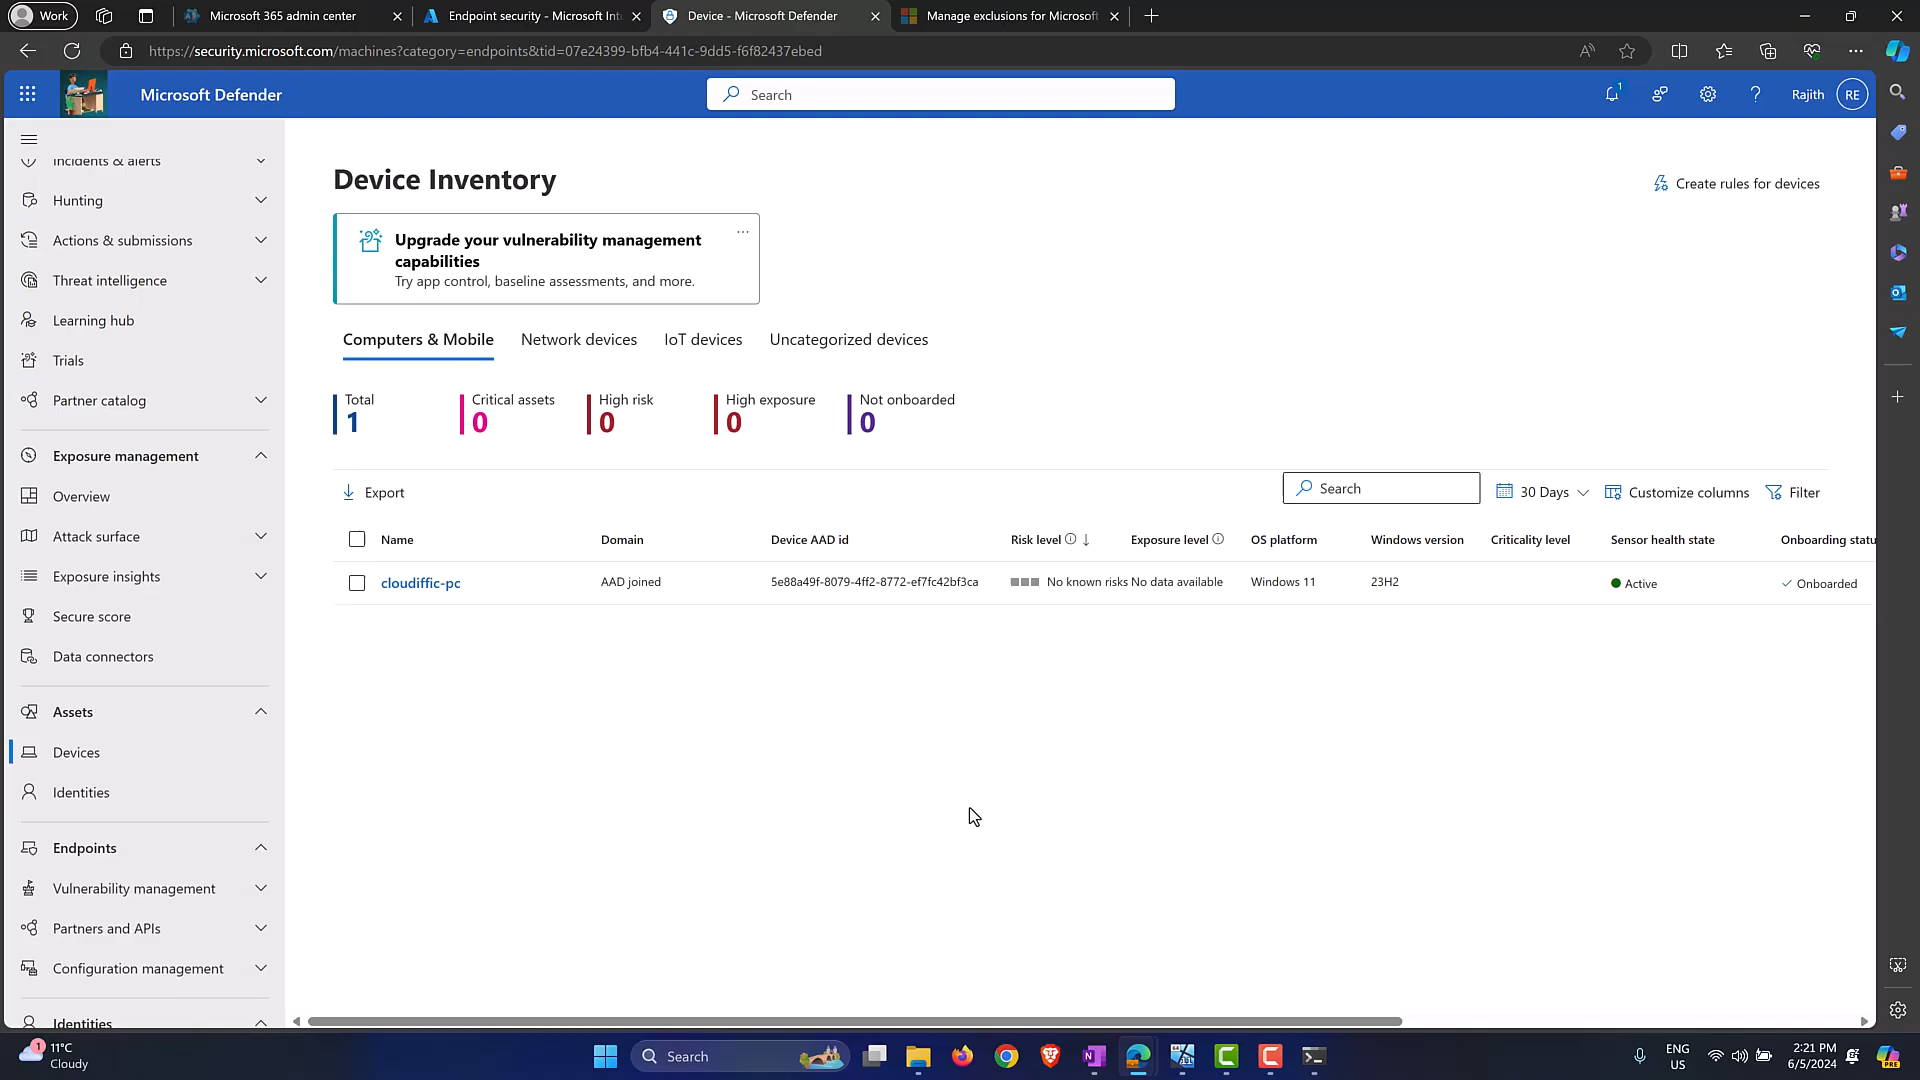 Work
Microsoft 365 admin center
Endpoint security - Microsoft Int
Device - Microsoft Defender
Manage exclusions for Microsoft
https://security.microsoft.com/machines?category=endpoints&tid=07e24399-bfb4-441c-9dd5-f6f82437ebed
Microsoft Defender
Search
1
Rajith
RE
Incidents & alerts
Hunting
Actions & submissions
Threat intelligence
Learning hub
Trials
Partner catalog
Exposure management
Overview
Attack surface
Exposure insights
Secure score
Data connectors
Assets
Devices
Identities
Endpoints
Vulnerability management
Partners and APIs
Configuration management
Identities
Device Inventory
Create rules for devices
Upgrade your vulnerability management
capabilities
Try app control, baseline assessments, and more.
Computers & Mobile
Network devices
IoT devices
Uncategorized devices
Total
1
Critical assets
0
High risk
0
High exposure
0
Not onboarded
0
Export
Search
30 Days
Customize columns
Filter
Name Domain Device AAD id Risk level Exposure level OS platform Windows version Criticality level Sensor health state Onboarding statu
cloudiffic-pc AAD joined 5e88a49f-8079-4ff2-8772-ef7fc42bf3ca No known risks No data available Windows 11 23H2 Active Onboarded
1
11°C
Cloudy
Search
ENG
US
2:21 PM
6/5/2024
PRE